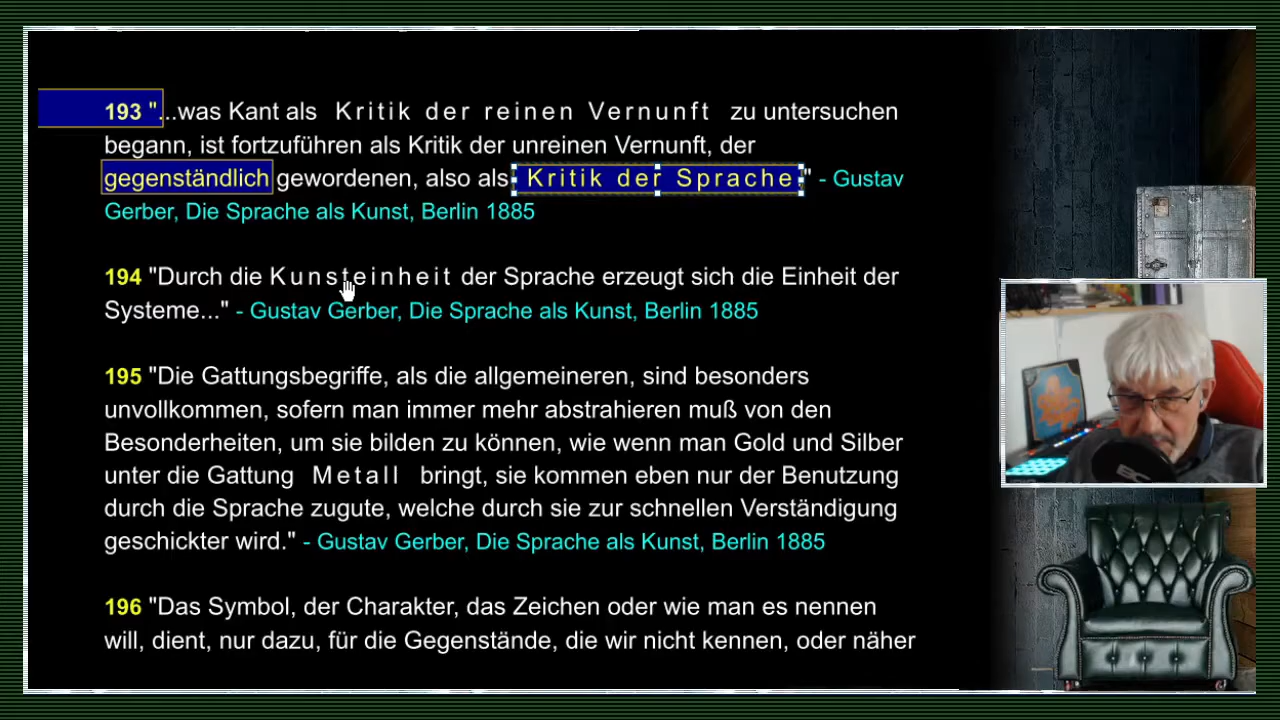 193 "...was Kant als Kritik der reinen Vernunft zu untersuchen
begann, ist fortzuführen als Kritik der unreinen Vernunft, der
gegenständlich gewordenen, also als Kritik der Sprache" - Gustav
Gerber, Die Sprache als Kunst, Berlin 1885
194 "Durch die Kunsteinheit der Sprache erzeugt sich die Einheit der
Systeme..." - Gustav Gerber, Die Sprache als Kunst, Berlin 1885
195 "Die Gattungsbegriffe, als die allgemeineren, sind besonders
unvollkommen, sofern man immer mehr abstrahieren muß von den
Besonderheiten, um sie bilden zu können, wie wenn man Gold und Silber
unter die Gattung Metall bringt, sie kommen eben nur der Benutzung
durch die Sprache zugute, welche durch sie zur schnellen Verständigung
geschickter wird." - Gustav Gerber, Die Sprache als Kunst, Berlin 1885
196 "Das Symbol, der Charakter, das Zeichen oder wie man es nennen
will, dient, nur dazu, für die Gegenstände, die wir nicht kennen, oder näher